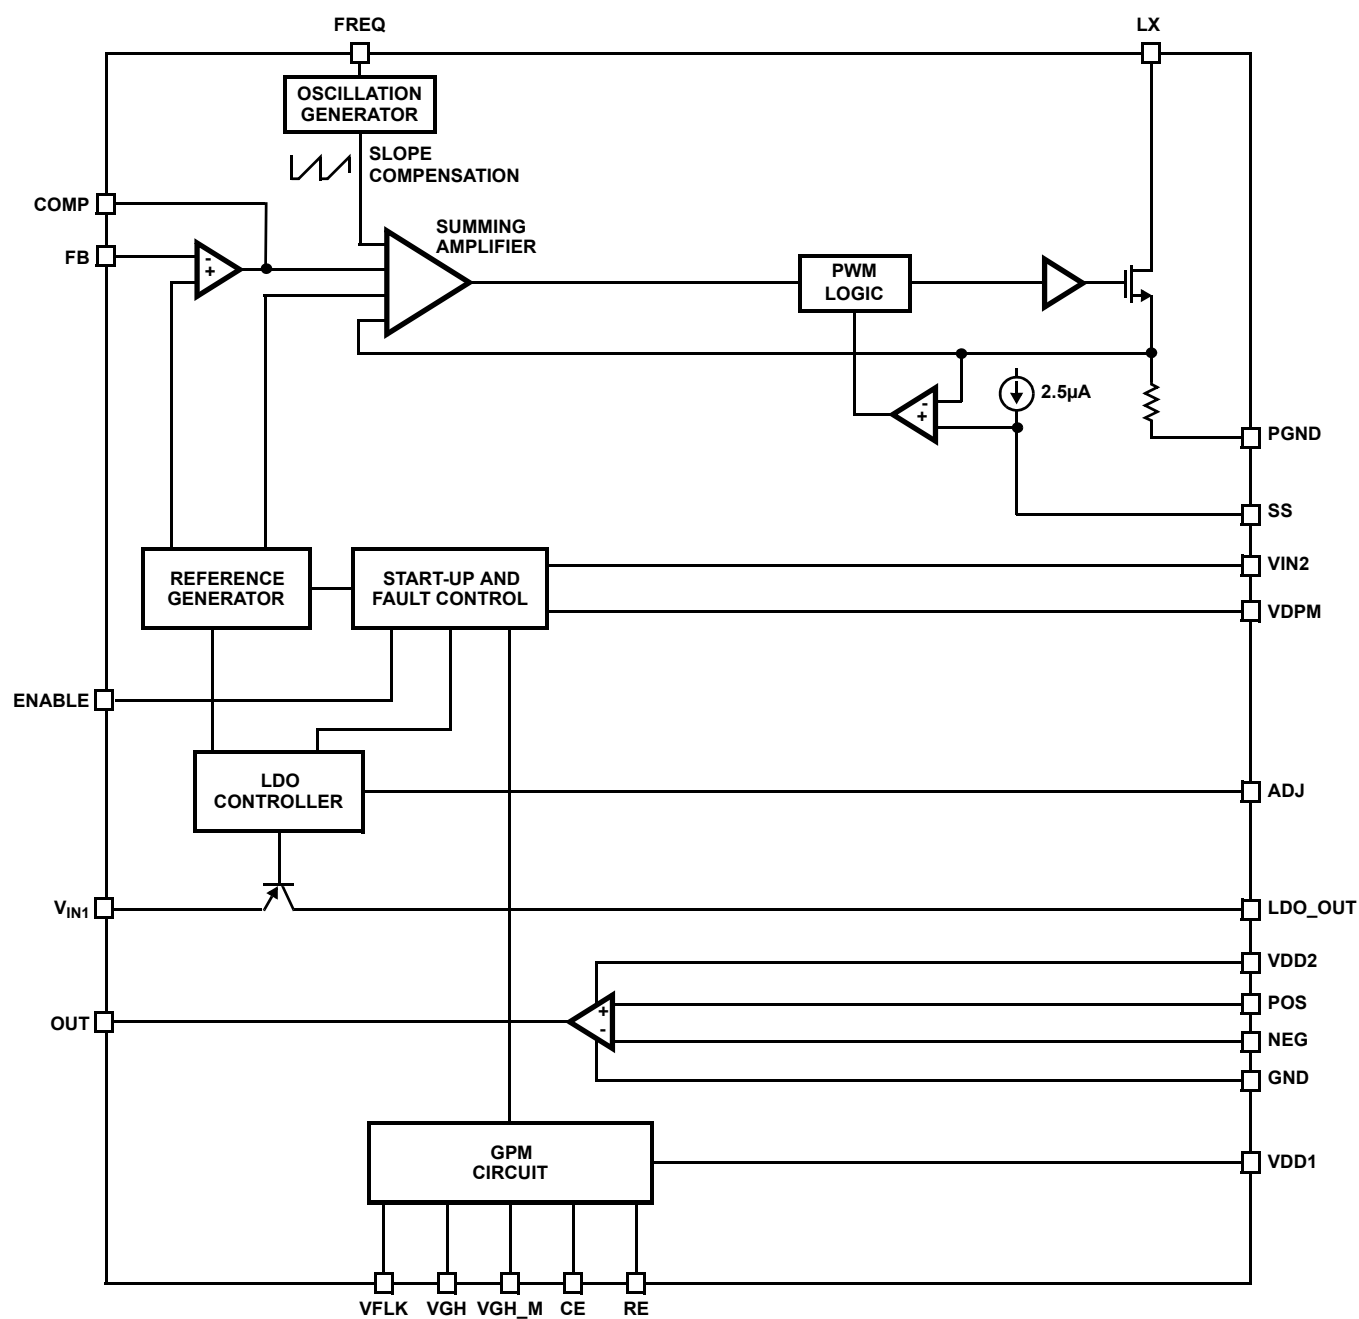 FREQ
LX
OSCILLATION
GENERATOR
SLOPE
COMPENSATION
COMP
FB
-
+
SUMMING
AMPLIFIER
PWM
LOGIC
-
+
2.5µA
PGND
SS
REFERENCE
GENERATOR
START-UP AND
FAULT CONTROL
VIN2
VDPM
ENABLE
LDO
CONTROLLER
ADJ
VIN1
LDO_OUT
VDD2
POS
NEG
GND
OUT
+
-
GPM
CIRCUIT
VDD1
VFLK
VGH
VGH_M
CE
RE